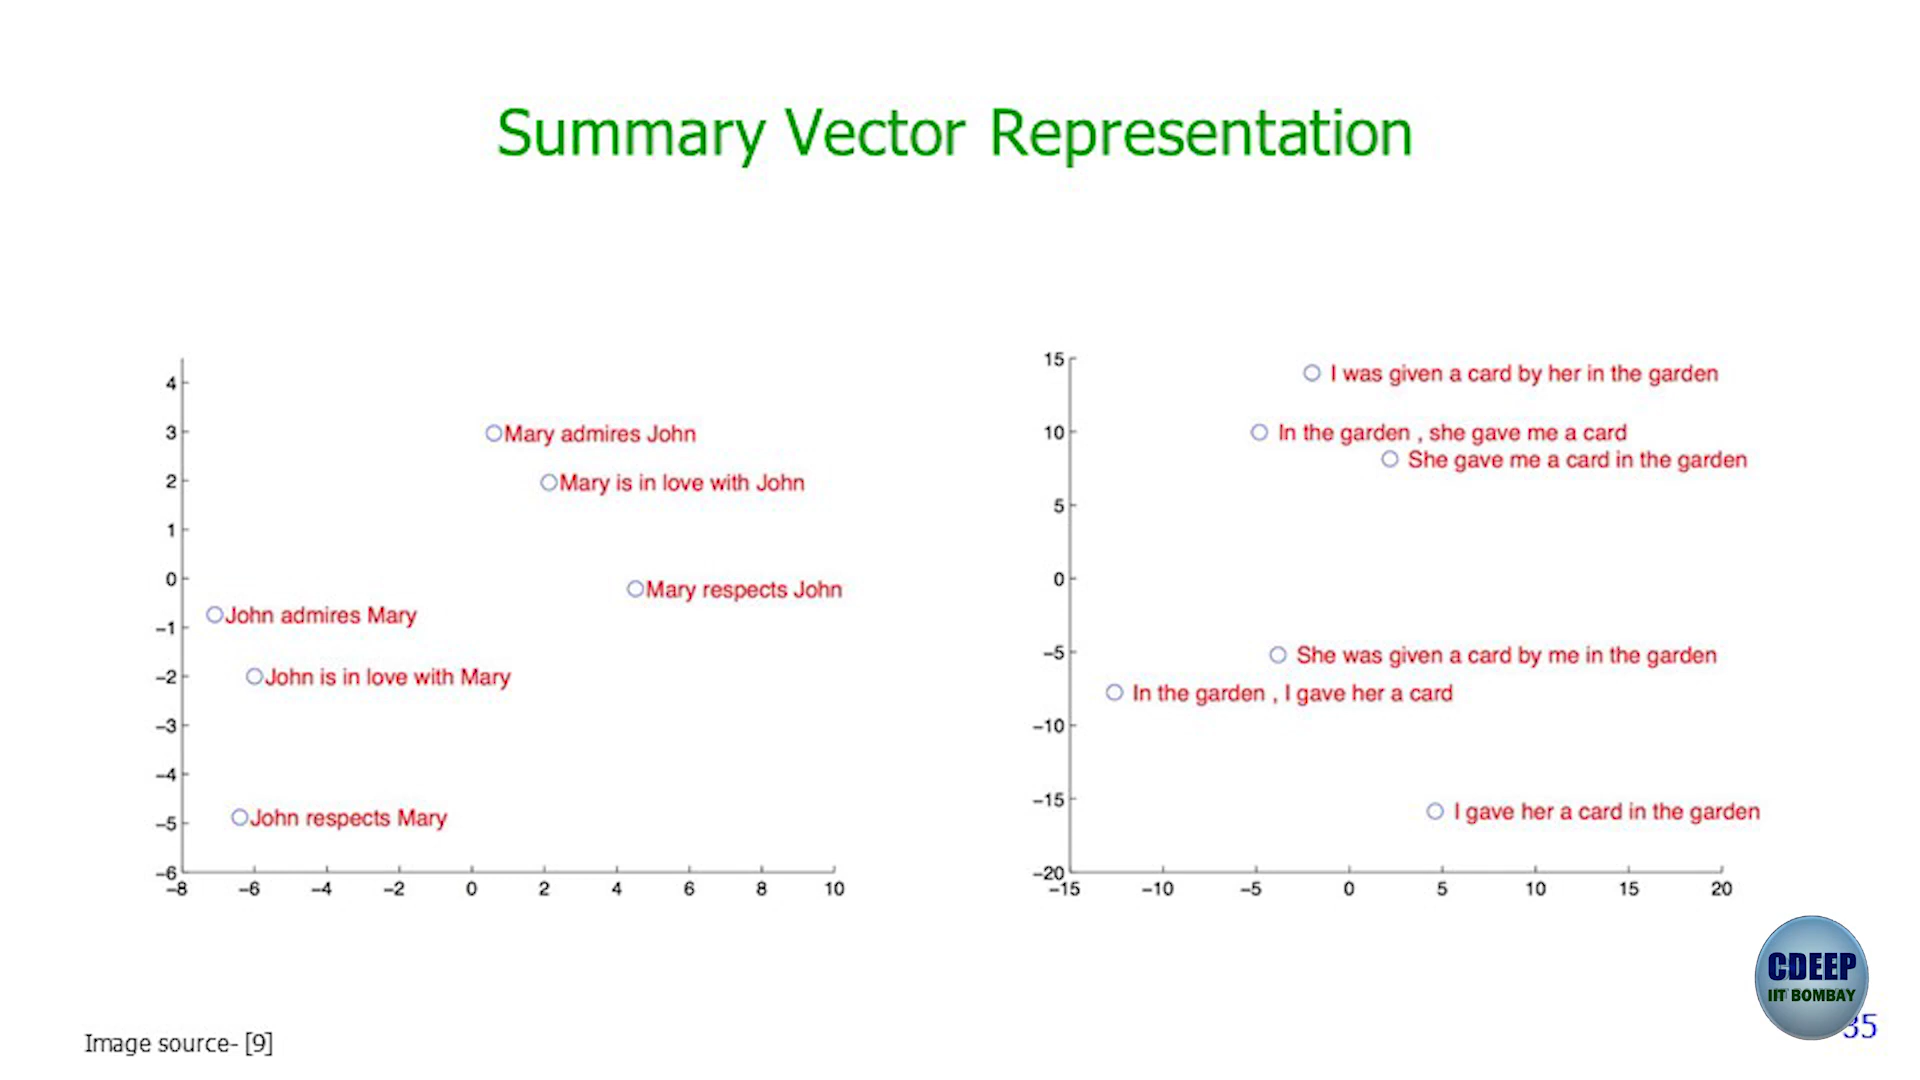 Summary Vector Representation
4
3
2
1
0
−1
−2
−3
−4
−5
−6
−8 −6 −4 −2 0 2 4 6 8 10
Mary admires John
Mary is in love with John
Mary respects John
John admires Mary
John is in love with Mary
John respects Mary
15
10
5
0
−5
−10
−15
−20
−15 −10 −5 0 5 10 15 20
I was given a card by her in the garden
In the garden , she gave me a card
She gave me a card in the garden
She was given a card by me in the garden
In the garden , I gave her a card
I gave her a card in the garden
CDEEP
IIT BOMBAY
Image source- [9]
35